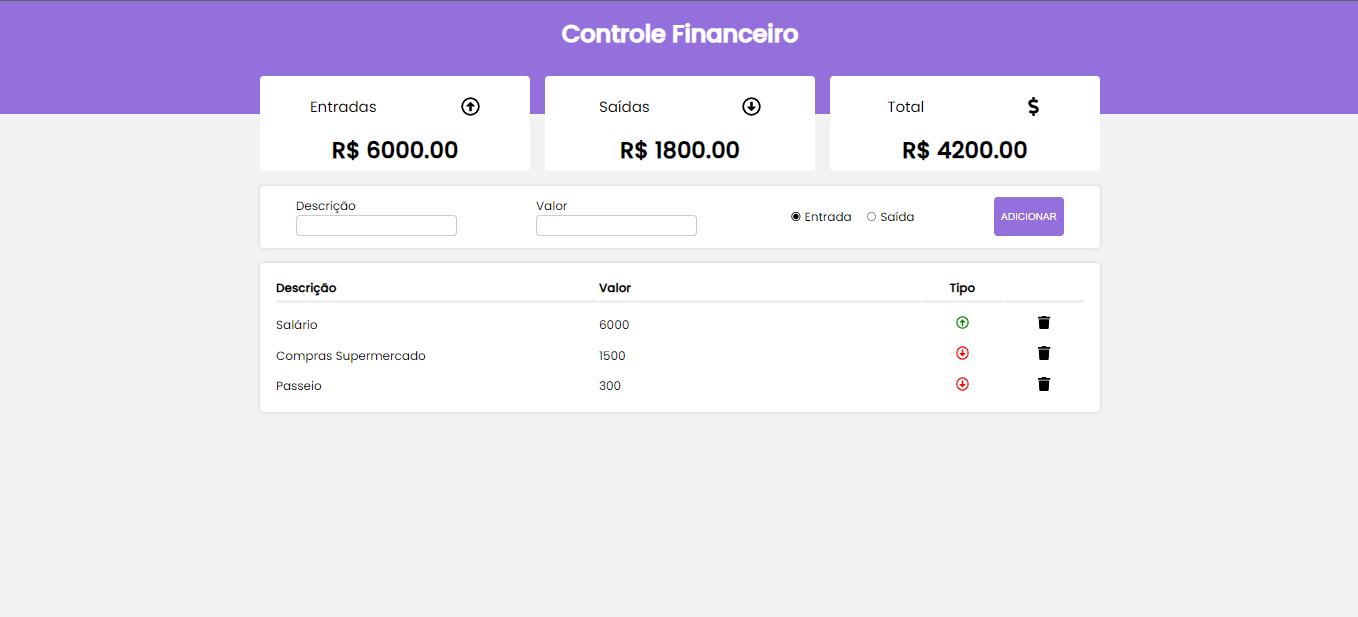 Controle Financeiro
Entradas
R$ 6000.00
Saídas
R$ 1800.00
Total
R$ 4200.00
Descrição
Valor
Entrada
Saída
ADICIONAR
Descrição Valor Tipo
Salário 6000
Compras Supermercado 1500
Passeio 300